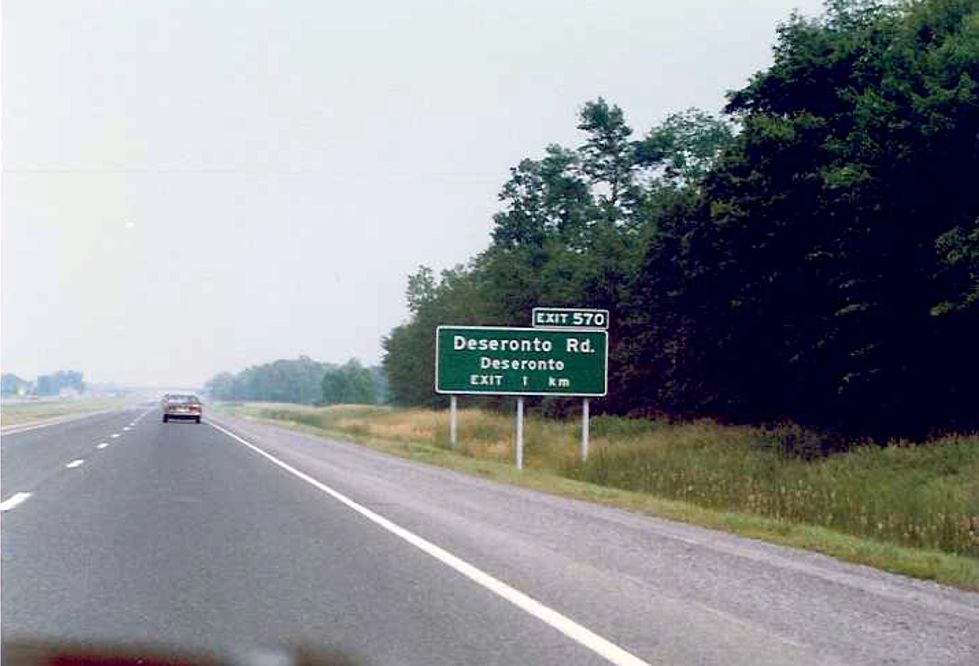 EXIT 570
Deseronto Rd.
Deseronto
EXIT 1 km